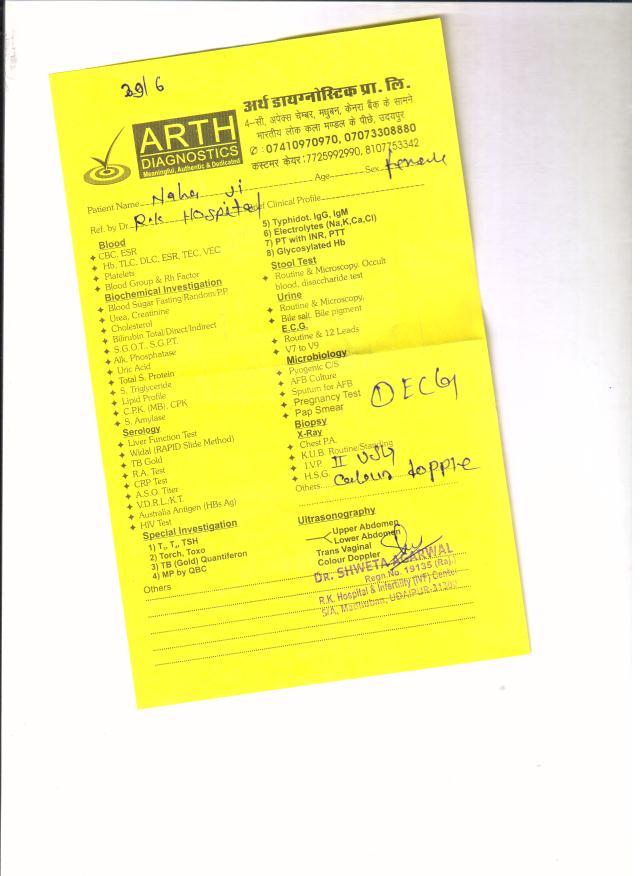 29/6
अर्थ डायग्नोस्टिक प्रा. लि.
4-सी, अपेक्स चेम्बर, मधुबन, केनरा बैंक के सामने
भारतीय लोक कला मण्डल के पीछे, उदयपुर
✆ : 07410970970, 07073308880
कस्टमर केयर : 7725992990, 8107753342
ARTH
DIAGNOSTICS
Meaningful, Authentic & Dedicated
Patient Name Nahar Ji Age Sex female
Ref. by Dr. R.K. Hospital Brief Clinical Profile
Blood
CBC, ESR
Hb, TLC, DLC, ESR, TEC, VEC
Platelets
Blood Group & Rh Factor
Biochemical Investigation
Blood Sugar Fasting/Random/P.P.
Urea, Creatinine
Cholesterol
Bilirubin Total/Direct/Indirect
S.G.O.T., S.G.P.T.
Alk. Phosphatase
Uric Acid
Total S. Protein
S. Triglyceride
Lipid Profile
C.P.K. (MB), CPK
S. Amylase
Serology
Liver Function Test
Widal (RAPID Slide Method)
TB Gold
R.A. Test
CRP Test
A.S.O. Titer
V.D.R.L./K.T.
Australia Antigen (HBs Ag)
HIV Test
Special Investigation
1) T3, T4, TSH
2) Torch, Toxo
3) TB (Gold) Quantiferon
4) MP by QBC
Others
5) Typhidot. IgG, IgM
6) Electrolytes (Na,K,Ca,Cl)
7) PT with INR, PTT
8) Glycosylated Hb
Stool Test
Routine & Microscopy. Occult
blood, disaccharide test
Urine
Routine & Microscopy,
Bile salt. Bile pigment
E.C.G.
Routine & 12 Leads
V7 to V9
Microbiology
Pyogenic C/S
AFB Culture
Sputum for AFB
Pregnancy Test
Pap Smear
① ECG
Biopsy
X-Ray
Chest P.A.
K.U.B. Routine/Standing
I.V.P.
H.S.G.
II USG
Others
Colour dopple
Ultrasonography
Upper Abdomen
Lower Abdomen
Trans Vaginal
Colour Doppler
DR. SHWETA AGARWAL
Regn No. 19135 (Raj.)
R.K. Hospital & Infertility (IVF) Center
5/A, Madhuban, UDAIPUR-